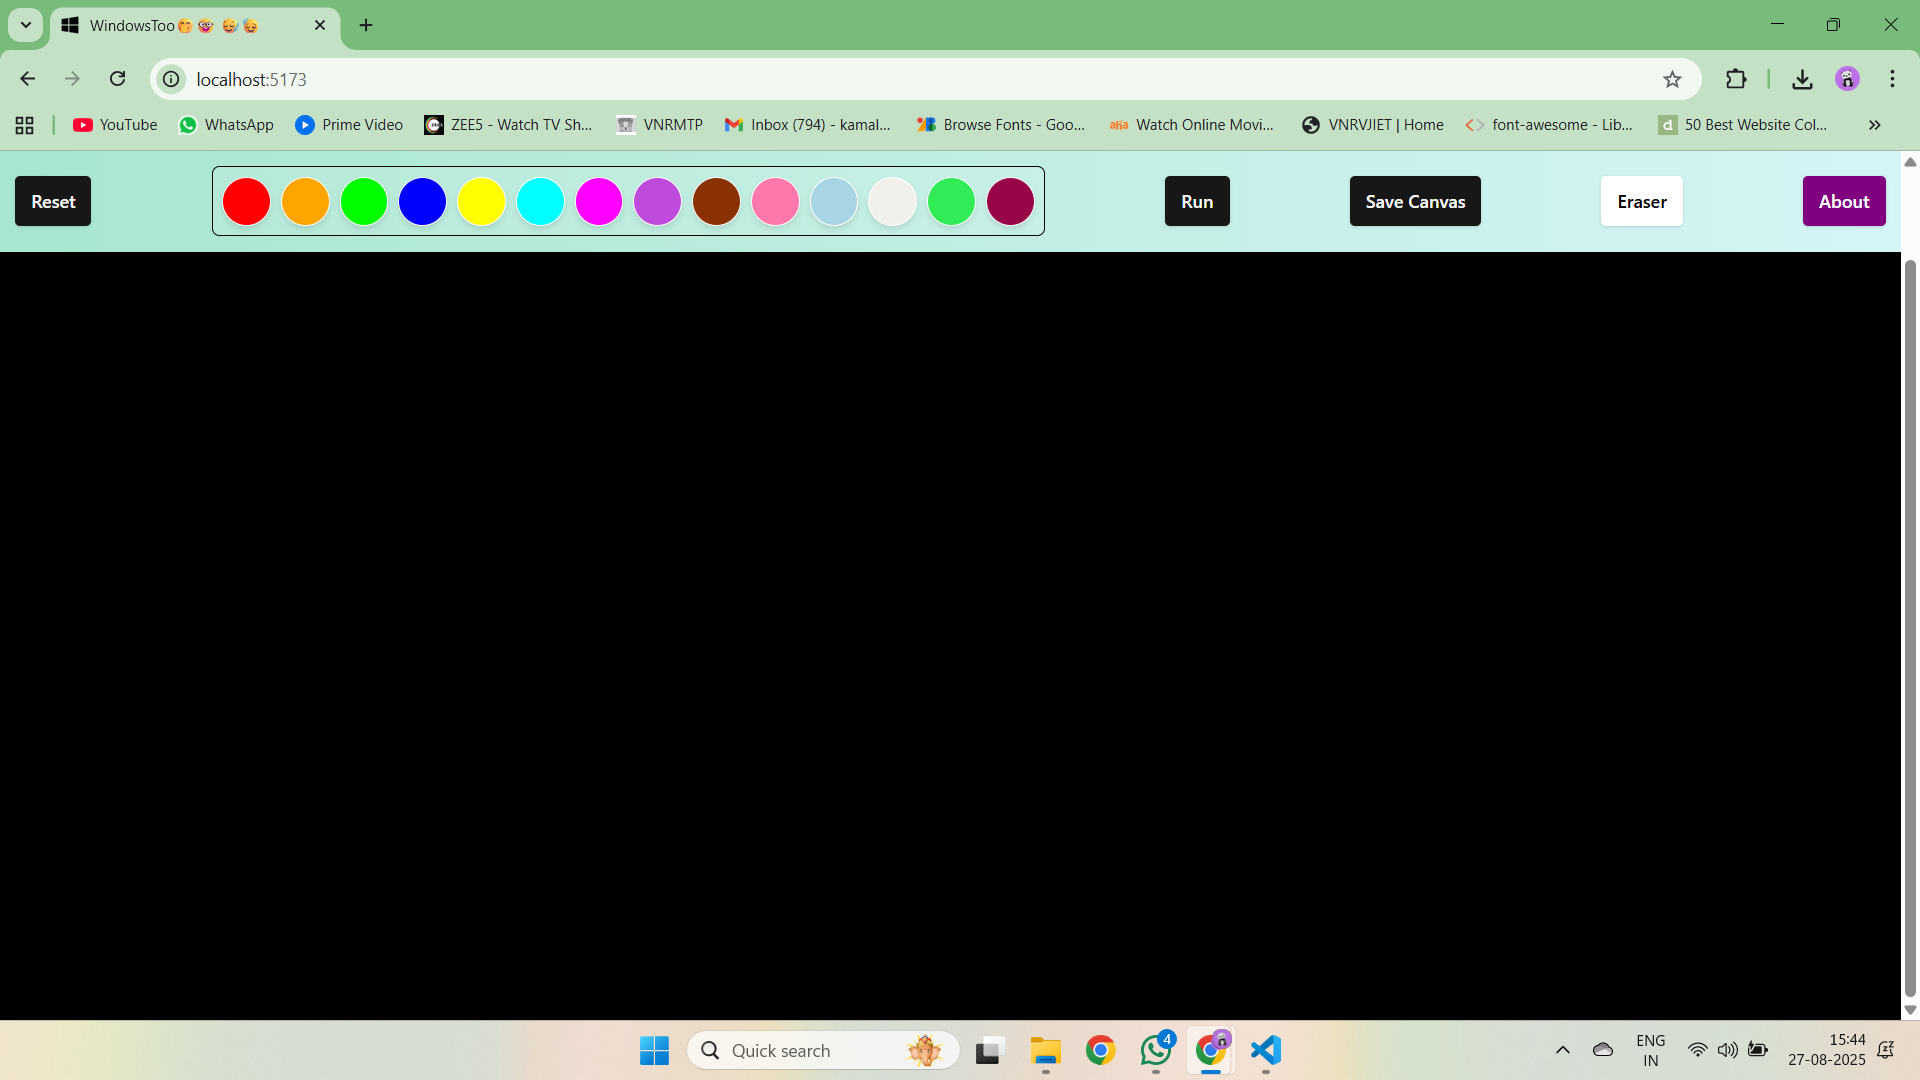 WindowsToo🤭🤓 😅🥳
localhost:5173
YouTube
WhatsApp
Prime Video
ZEE5 - Watch TV Sh...
VNRMTP
Inbox (794) - kamal...
Browse Fonts - Goo...
aha
Watch Online Movi...
VNRVJIET | Home
font-awesome - Lib...
d
50 Best Website Col...
Reset
Run
Save Canvas
Eraser
About
Quick search
4
ENG
IN
15:44
27-08-2025